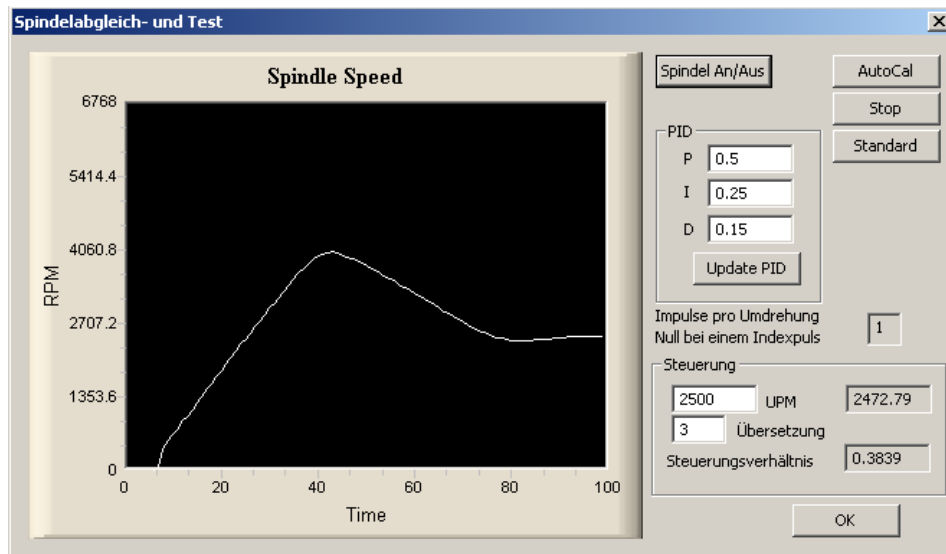 Spindelabgleich- und Test
Spindle Speed
6768
5414.4
4060.8
2707.2
1353.6
0
RPM
0 20 40 60 80 100
Time
Spindel An/Aus
AutoCal
Stop
Standard
PID
P 0.5
I 0.25
D 0.15
Update PID
Impulse pro Umdrehung
Null bei einem Indexpuls
1
Steuerung
2500 UPM 2472.79
3 Übersetzung
Steuerungsverhältnis 0.3839
OK